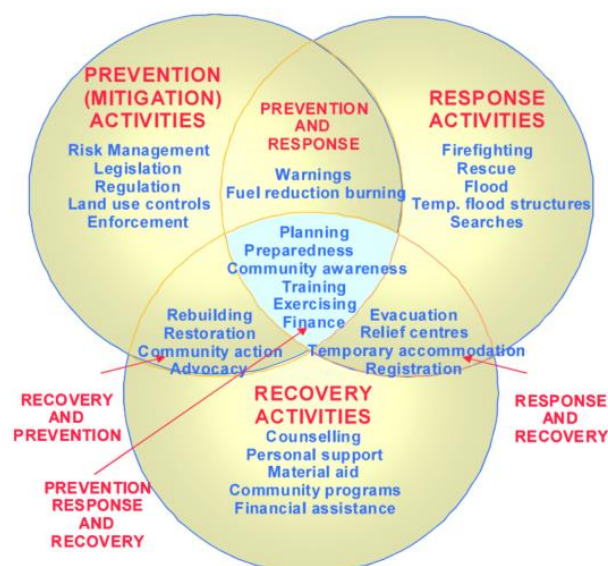 PREVENTION
(MITIGATION)
ACTIVITIES
Risk Management
Legislation
Regulation
Land use controls
Enforcement
PREVENTION
AND
RESPONSE
Warnings
Fuel reduction burning
RESPONSE
ACTIVITIES
Firefighting
Rescue
Flood
Temp. flood structures
Searches
Planning
Preparedness
Community awareness
Training
Exercising
Finance
Rebuilding
Restoration
Community action
Advocacy
Evacuation
Relief centres
Temporary accommodation
Registration
RECOVERY
AND
PREVENTION
RECOVERY
ACTIVITIES
Counselling
Personal support
Material aid
Community programs
Financial assistance
RESPONSE
AND
RECOVERY
PREVENTION
RESPONSE
AND
RECOVERY